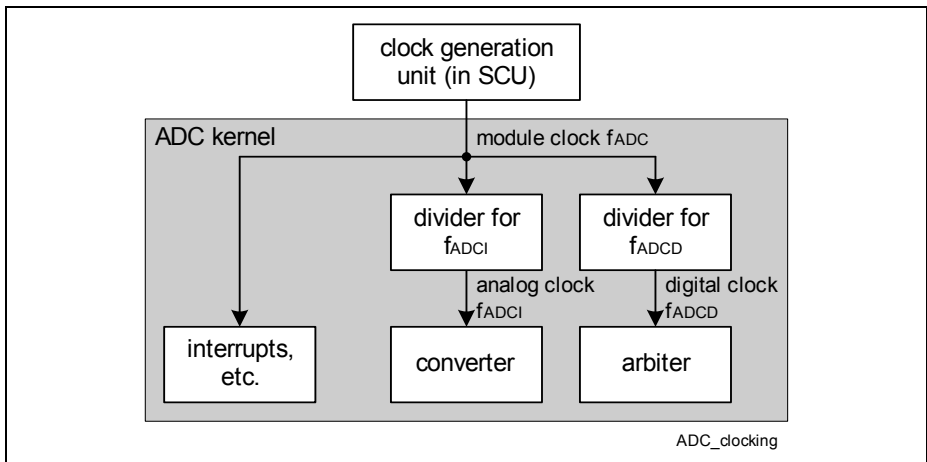 clock generation
unit (in SCU)
ADC kernel
module clock fADC
divider for
fADCI
divider for
fADCD
analog clock
fADCI
digital clock
fADCD
interrupts,
etc.
converter
arbiter
ADC_clocking